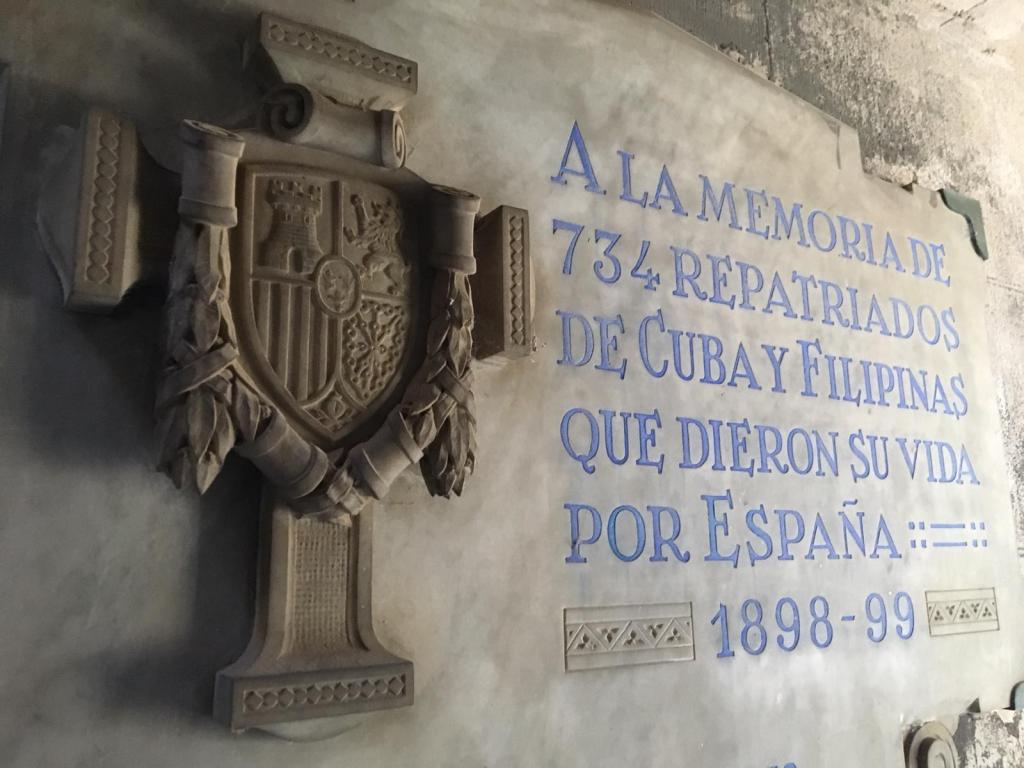 A LA MEMORIA DE
734 REPATRIADOS
DE CUBA Y FILIPINAS
QUE DIERON SU VIDA
POR ESPAÑA
1898-99